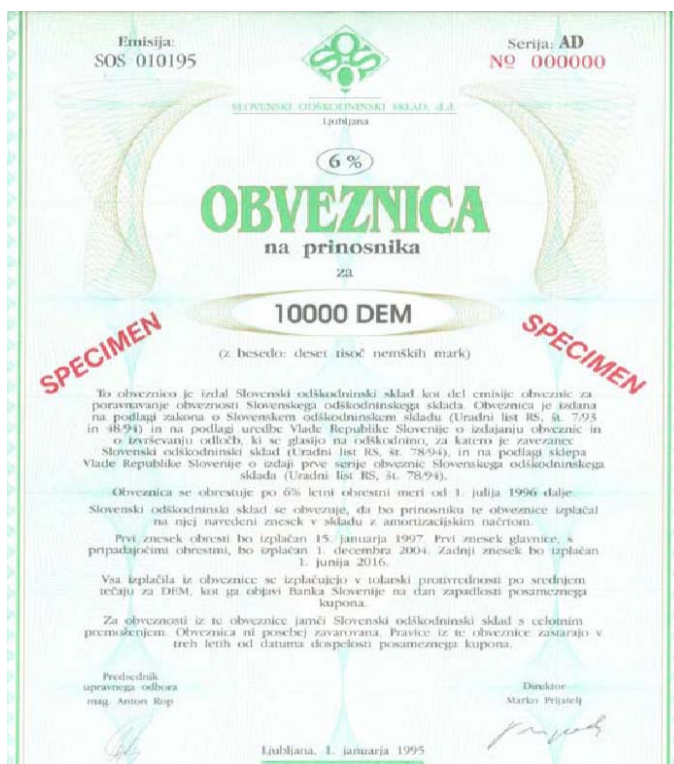 Emisija:
SOS 010195
Serija: AD
№ 000000
SOS
SLOVENSKI ODŠKODNINSKI SKLAD, d.d.
Ljubljana
6 %
OBVEZNICA
na prinosnika
za
10000 DEM
SPECIMEN
SPECIMEN
(z besedo: deset tisoč nemških mark)
To obveznico je izdal Slovenski odškodninski sklad kot del emisije obveznic za
poravnavanje obveznosti Slovenskega odškodninskega sklada. Obveznica je izdana
na podlagi zakona o Slovenskem odškodninskem skladu (Uradni list RS, št. 7/93
in 48/94) in na podlagi uredbe Vlade Republike Slovenije o izdajanju obveznic in
o izvrševanju odločb, ki se glasijo na odškodnino, za katero je zavezanec
Slovenski odškodninski sklad (Uradni list RS, št. 78/94), in na podlagi sklepa
Vlade Republike Slovenije o izdaji prve serije obveznic Slovenskega odškodninskega
sklada (Uradni list RS, št. 78/94).
Obveznica se obrestuje po 6% letni obrestni meri od 1. julija 1996 dalje
Slovenski odškodninski sklad se obvezuje, da bo prinosniku te obveznice izplačal
na njej navedeni znesek v skladu z amortizacijskim načrtom.
Prvi znesek obresti bo izplačan 15. januarja 1997. Prvi znesek glavnice, s
pripadajočimi obrestmi, bo izplačan 1. decembra 2004. Zadnji znesek bo izplačan
1. junija 2016.
Vsa izplačila iz obveznice se izplačujejo v tolarski protivrednosti po srednjem
tečaju za DEM, kot ga objavi Banka Slovenije na dan zapadlosti posameznega
kupona.
Za obveznosti iz te obveznice jamči Slovenski odškodninski sklad s celotnim
premoženjem. Obveznica ni posebej zavarovana. Pravice iz te obveznice zastarajo v
treh letih od datuma dospelosti posameznega kupona.
Predsednik
upravnega odbora
mag. Anton Rop
Direktor
Marko Prijatelj
Ljubljana, 1. januarja 1995